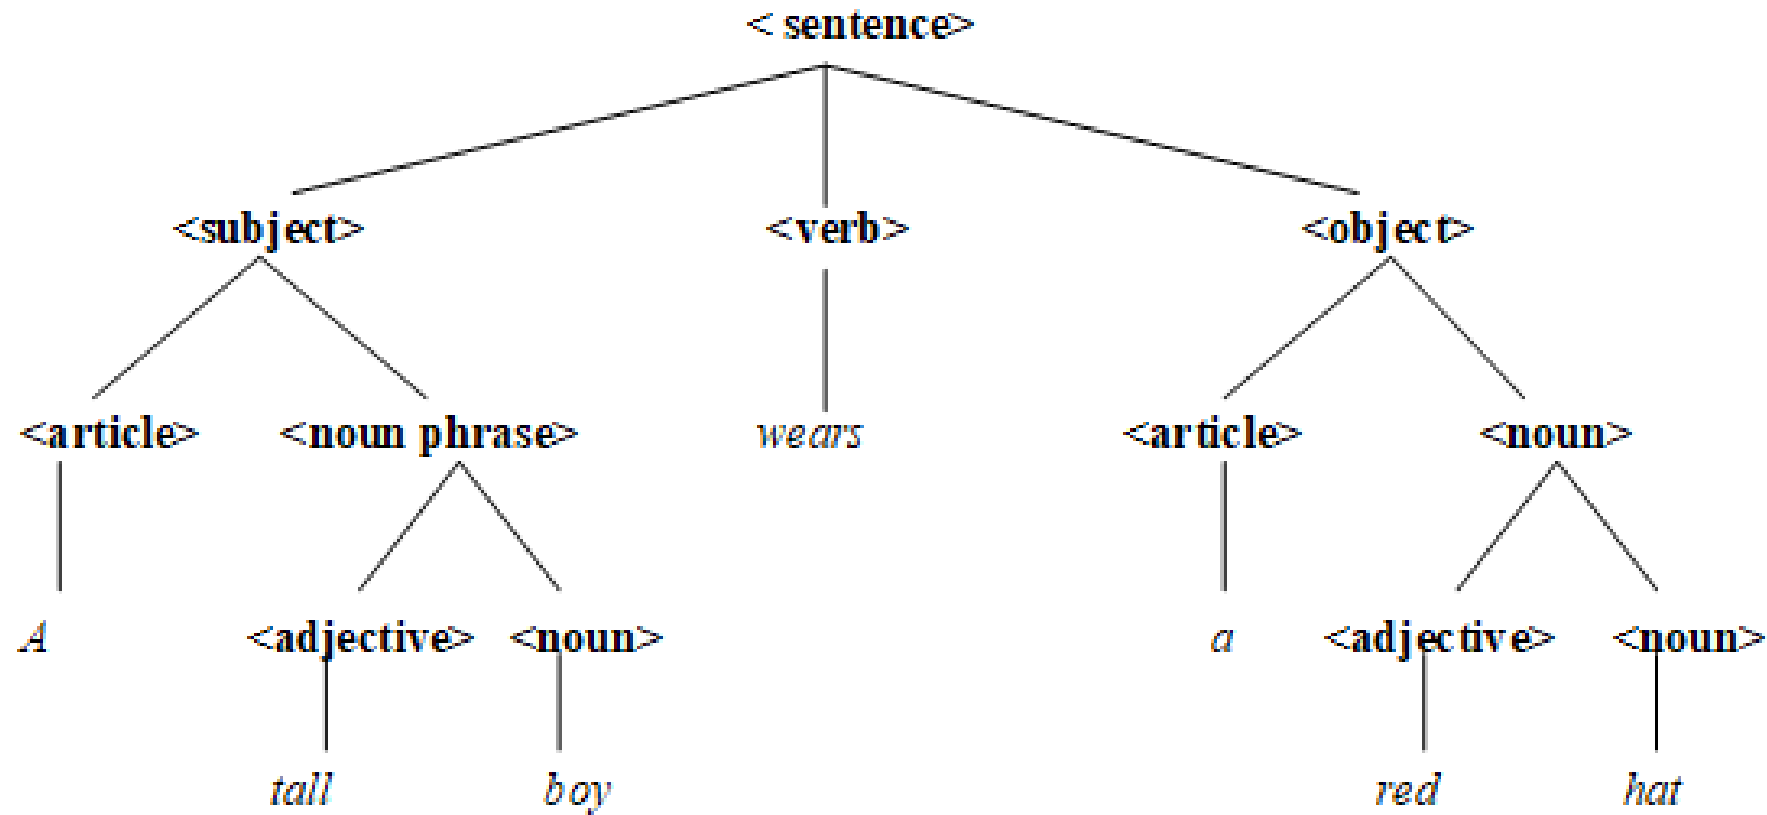 < sentence>
<subject> <verb> <object>
<article> <noun phrase> wears <article> <noun>
A <adjective> <noun> a <adjective> <noun>
tall boy red hat